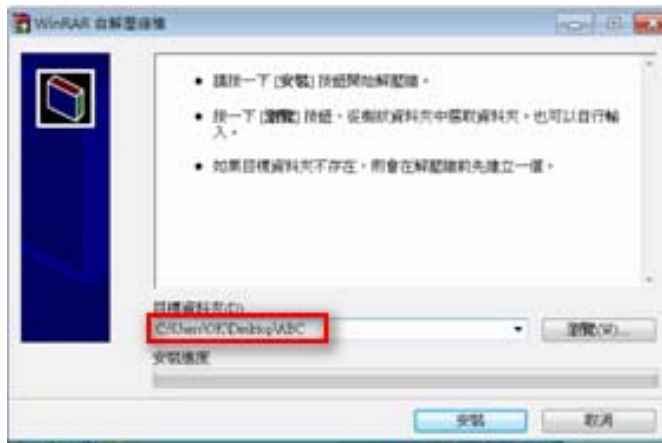 WinRAR 自解壓縮檔
請按一下 [安裝] 按鈕開始解壓縮。
按一下 [瀏覽] 按鈕，從樹狀資料夾中選取資料夾。也可以自行輸
入。
如果目標資料夾不存在，則會在解壓縮前先建立一個。
目標資料夾(D)
C:\Users\OK\Desktop\ABC
瀏覽(W)...
安裝進度
安裝
取消